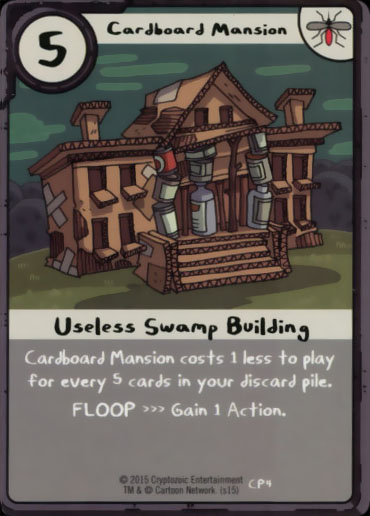 5
Cardboard Mansion
Useless Swamp Building
Cardboard Mansion costs 1 less to play
for every 5 cards in your discard pile.
FLOOP >>> Gain 1 Action.
© 2015 Cryptozoic Entertainment
TM & © Cartoon Network. (s15) CP4